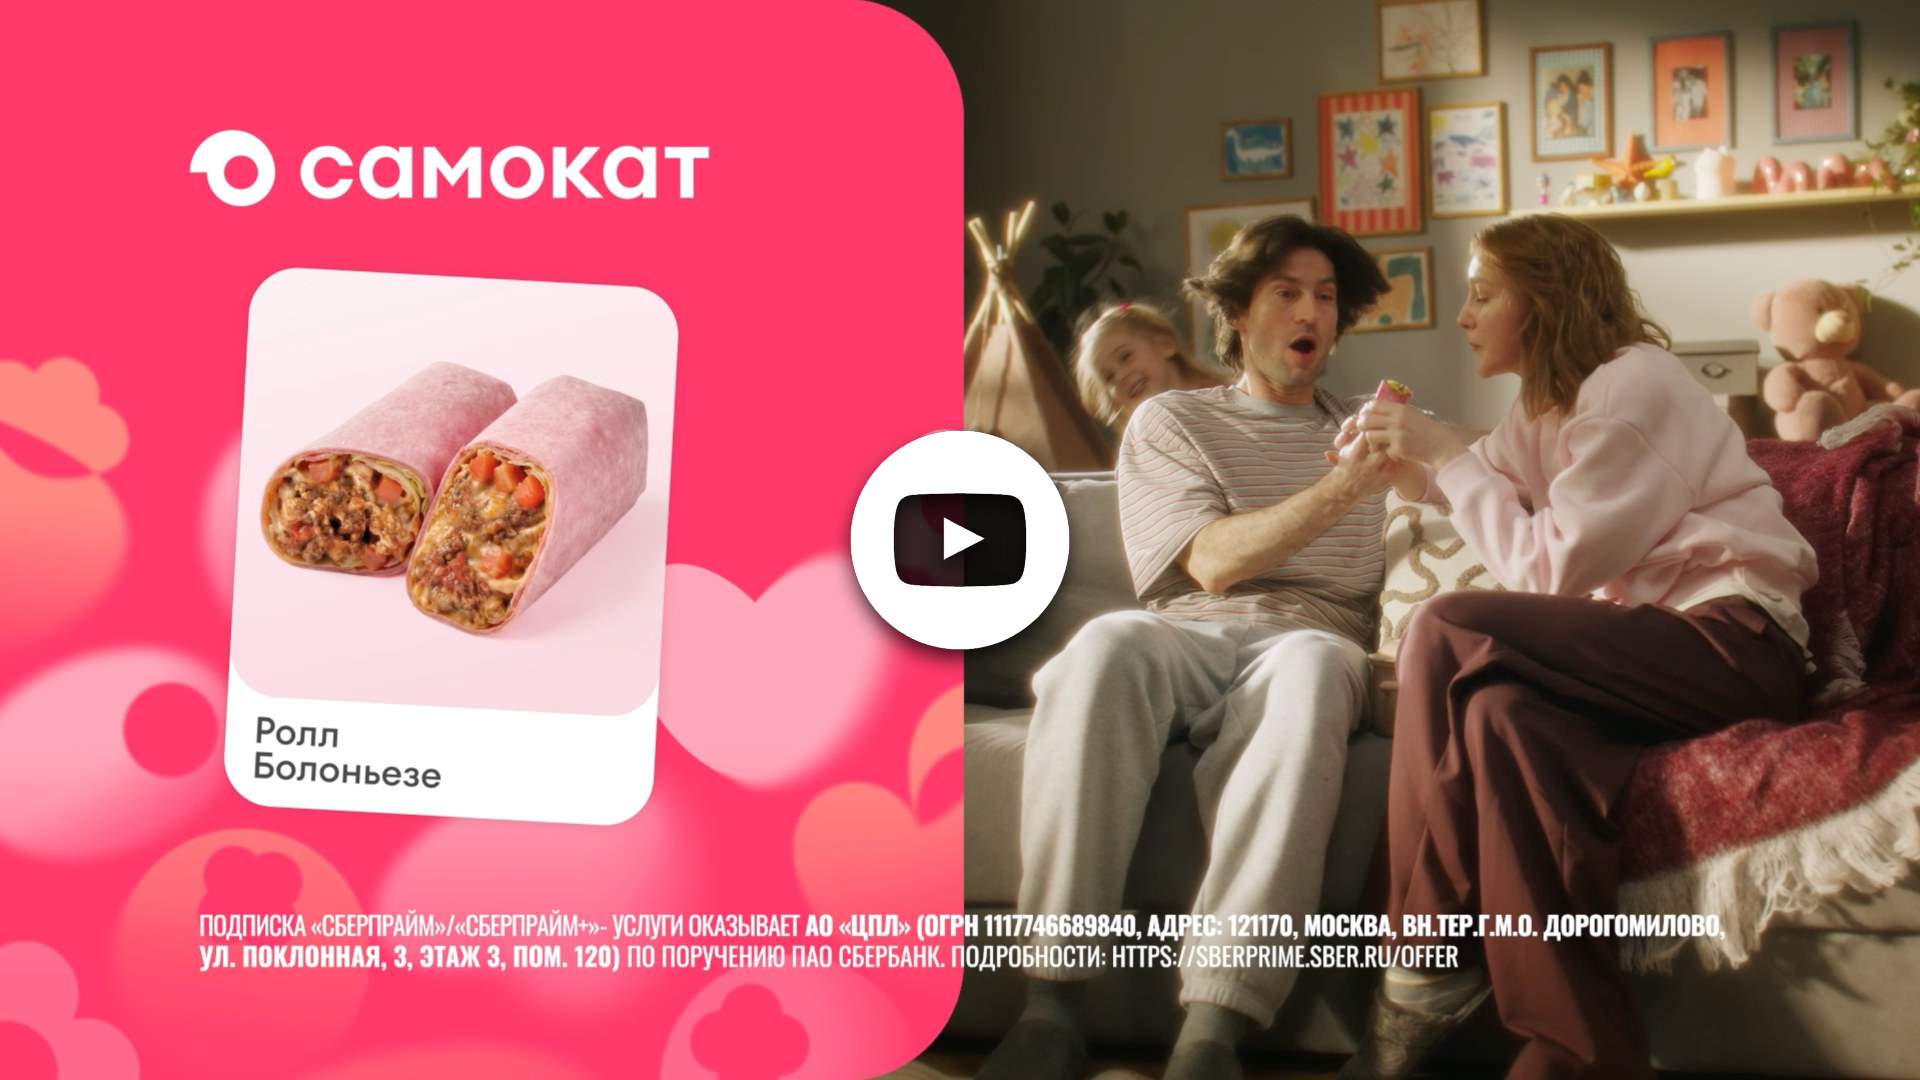 самокат
Ролл
Болоньезе
ПОДПИСКА «СБЕРПРАЙМ»/«СБЕРПРАЙМ+»- УСЛУГИ ОКАЗЫВАЕТ АО «ЦПЛ» (ОГРН 1117746689840, АДРЕС: 121170, МОСКВА, ВН.ТЕР.Г.М.О. ДОРОГОМИЛОВО,
УЛ. ПОКЛОННАЯ, 3, ЭТАЖ 3, ПОМ. 120) ПО ПОРУЧЕНИЮ ПАО СБЕРБАНК. ПОДРОБНОСТИ: HTTPS://SBERPRIME.SBER.RU/OFFER